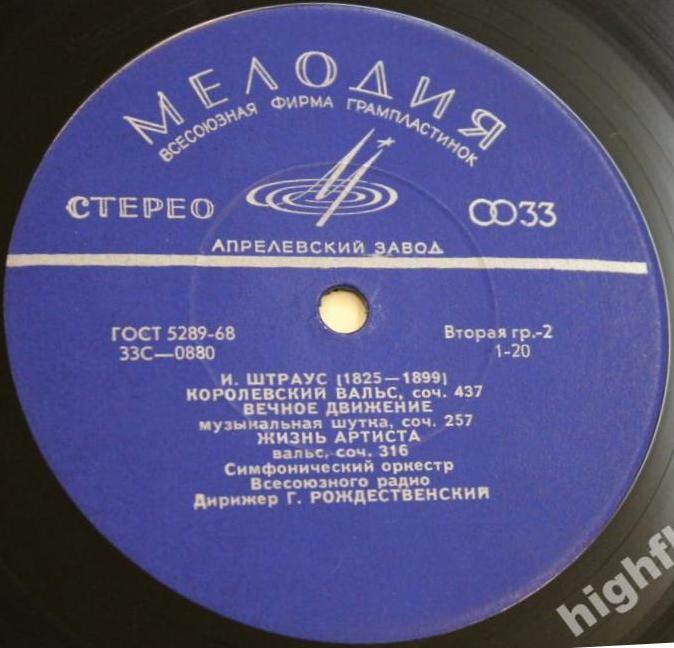 МЕЛОДИЯ
ВСЕСОЮЗНАЯ ФИРМА ГРАМПЛАСТИНОК
СТЕРЕО
33
АПРЕЛЕВСКИЙ ЗАВОД
ГОСТ 5289-68
Вторая гр.-2
33С—0880
1-20
И. ШТРАУС (1825—1899)
КОРОЛЕВСКИЙ ВАЛЬС, соч. 437
ВЕЧНОЕ ДВИЖЕНИЕ
музыкальная шутка, соч. 257
ЖИЗНЬ АРТИСТА
вальс, соч. 316
Симфонический оркестр
Всесоюзного радио
Дирижер Г. РОЖДЕСТВЕНСКИЙ